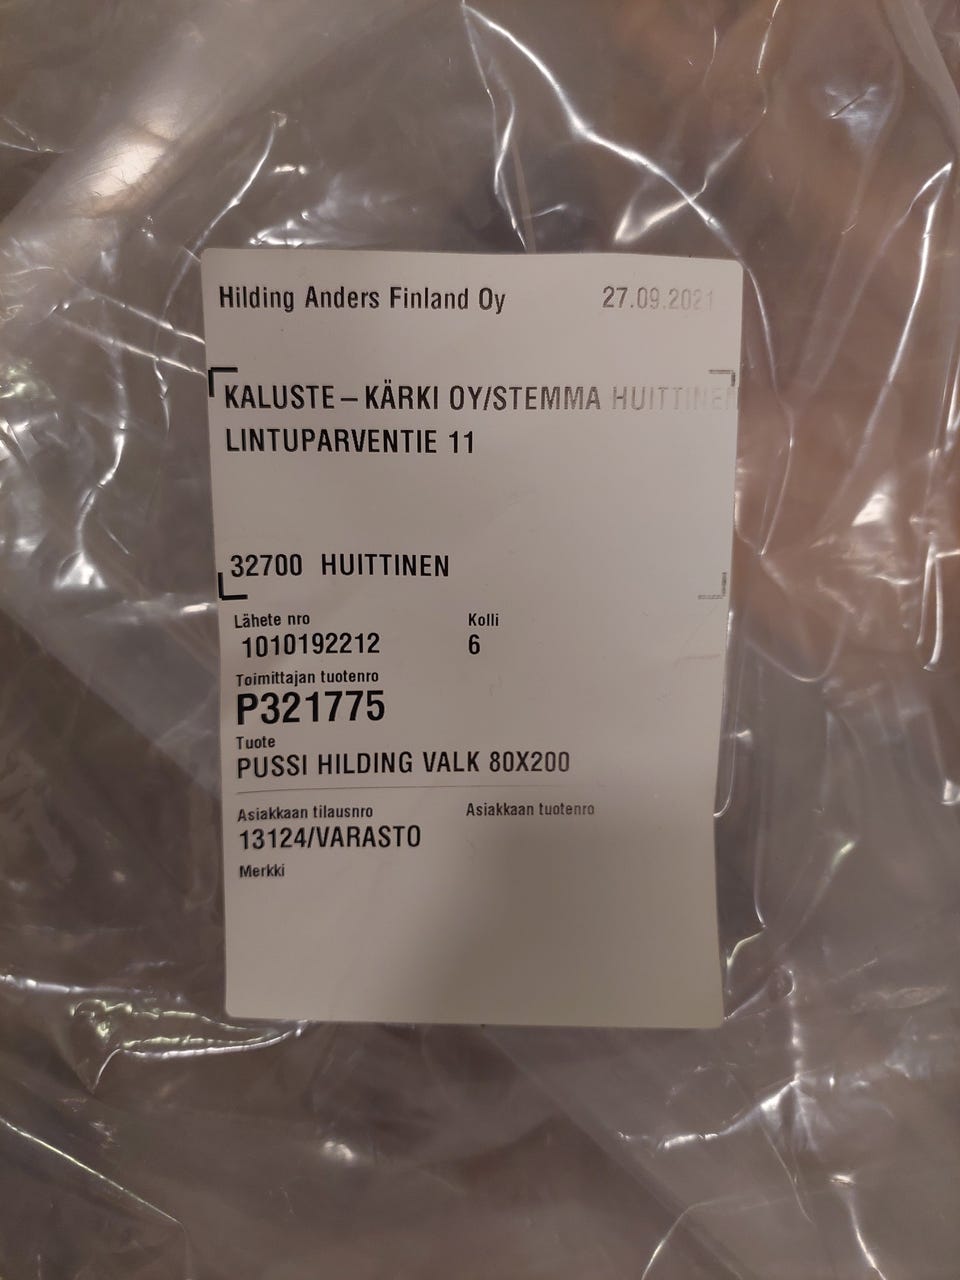 Hilding Anders Finland Oy 27.09.2021
KALUSTE–KÄRKI OY/STEMMA HUITTINEN
LINTUPARVENTIE 11
32700 HUITTINEN
Lähete nro Kolli
1010192212 6
Toimittajan tuotenro
P321775
Tuote
PUSSI HILDING VALK 80X200
Asiakkaan tilausnro Asiakkaan tuotenro
13124/VARASTO
Merkki